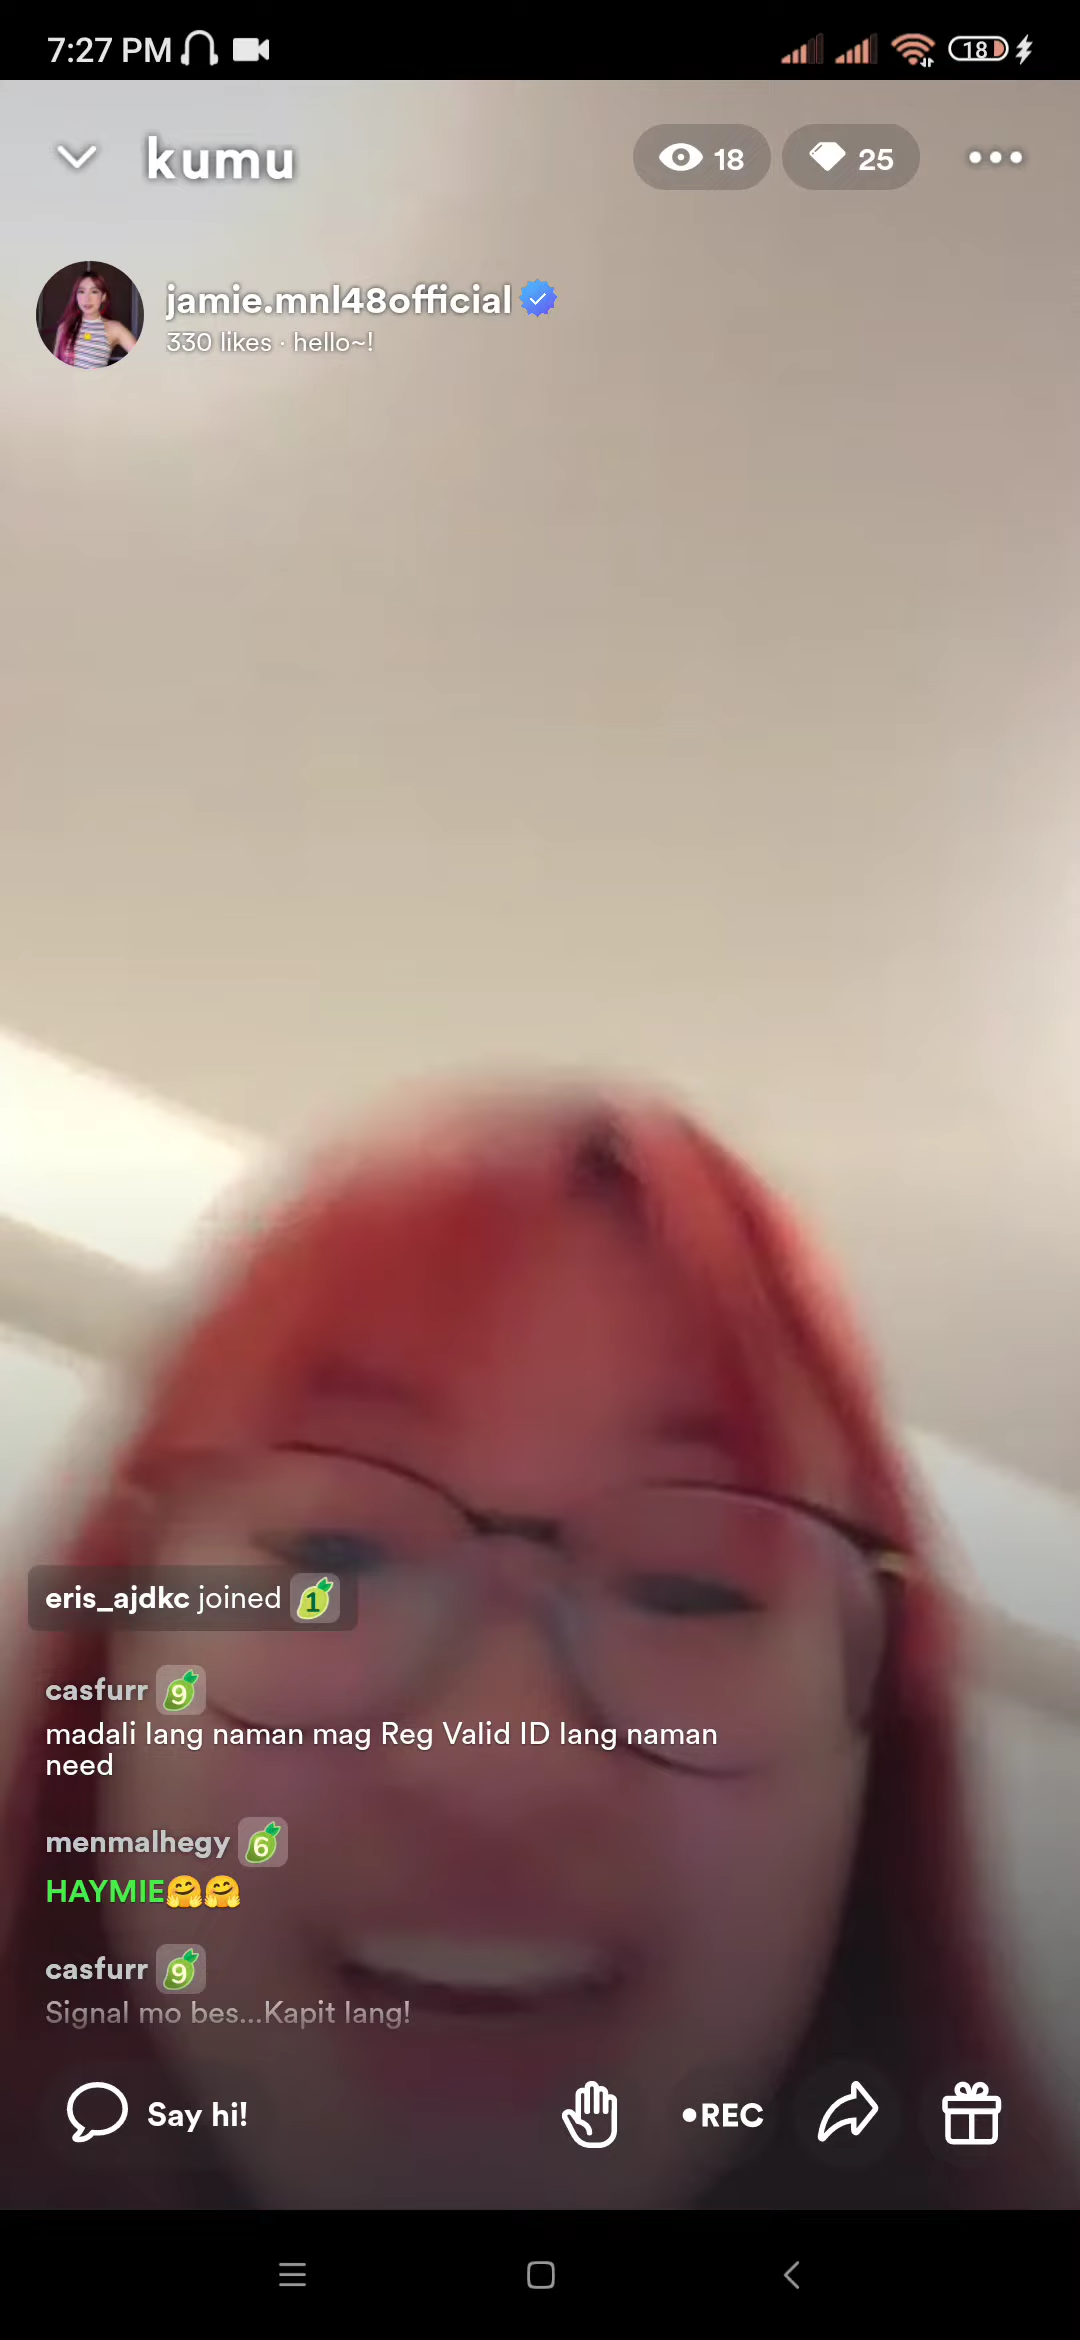 7:27 PM
18
kumu
18
25
jamie.mnl48official
330 likes · hello~!
eris_ajdkc joined 1
casfurr 9
madali lang naman mag Reg Valid ID lang naman
need
menmalhegy 6
HAYMIE🤗🤗
casfurr 9
Signal mo bes...Kapit lang!
Say hi!
•REC